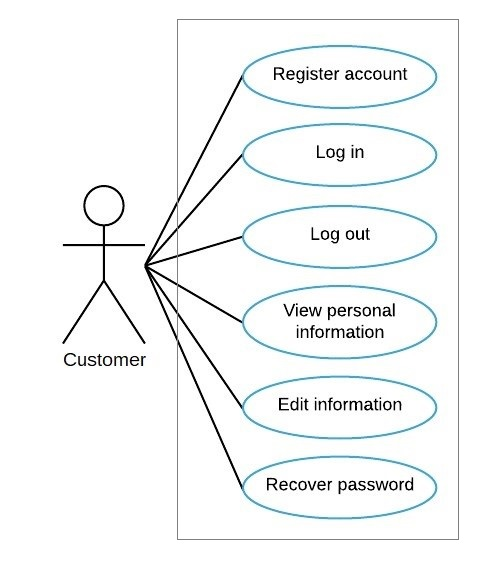 Register account
Log in
Log out
View personal
information
Customer
Edit information
Recover password